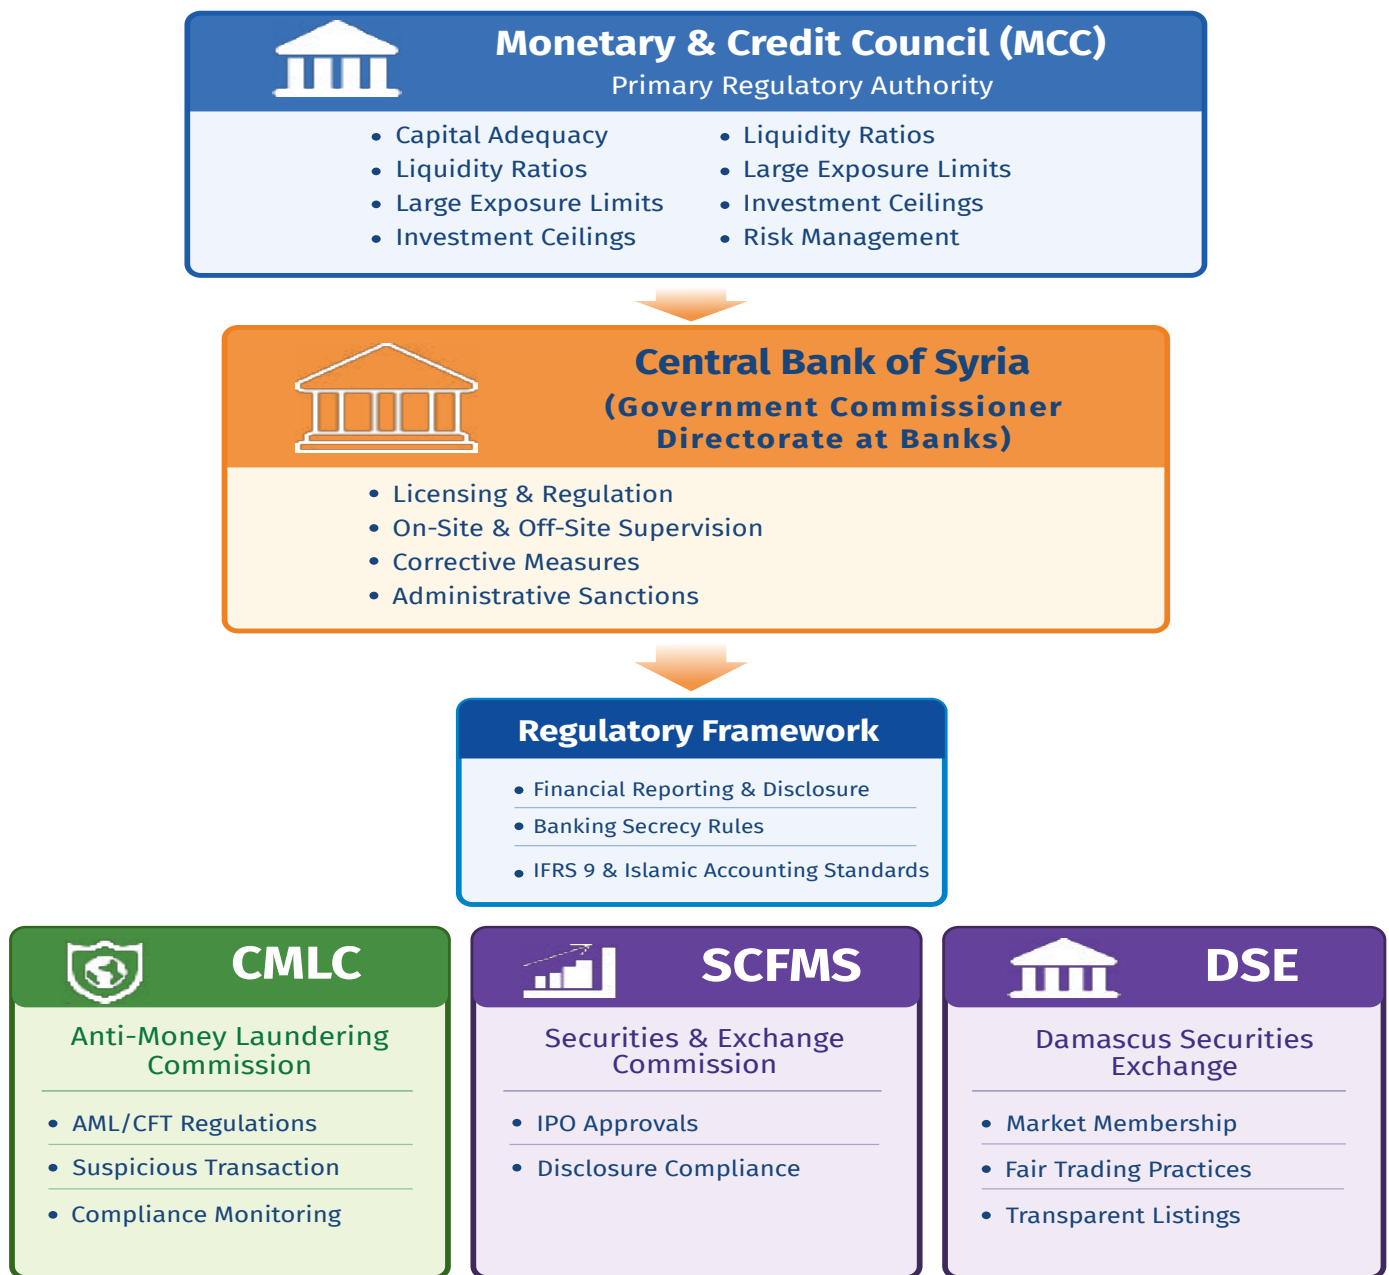 Monetary & Credit Council (MCC)
Primary Regulatory Authority
• Capital Adequacy
• Liquidity Ratios
• Large Exposure Limits
• Investment Ceilings
• Liquidity Ratios
• Large Exposure Limits
• Investment Ceilings
• Risk Management
Central Bank of Syria
(Government Commissioner
Directorate at Banks)
• Licensing & Regulation
• On-Site & Off-Site Supervision
• Corrective Measures
• Administrative Sanctions
Regulatory Framework
• Financial Reporting & Disclosure
• Banking Secrecy Rules
• IFRS 9 & Islamic Accounting Standards
CMLC
Anti-Money Laundering
Commission
• AML/CFT Regulations
• Suspicious Transaction
• Compliance Monitoring
SCFMS
Securities & Exchange
Commission
• IPO Approvals
• Disclosure Compliance
DSE
Damascus Securities
Exchange
• Market Membership
• Fair Trading Practices
• Transparent Listings